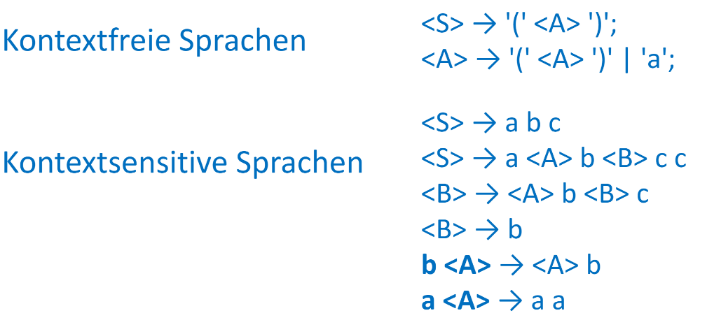 Kontextfreie Sprachen
<S> → '(' <A> ')';
<A> → '(' <A> ')' | 'a';
Kontextsensitive Sprachen
<S> → a b c
<S> → a <A> b <B> c c
<B> → <A> b <B> c
<B> → b
b <A> → <A> b
a <A> → a a